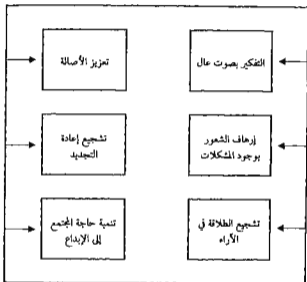 التفكير بصوت عال
تعزيز الأصالة
إرهاف الشعور
بوجود المشكلات
تشجيع إعادة
التجديد
تشجيع الطلاقة في
الآراء
تنمية حاجة المجتمع
إلى الإبداع